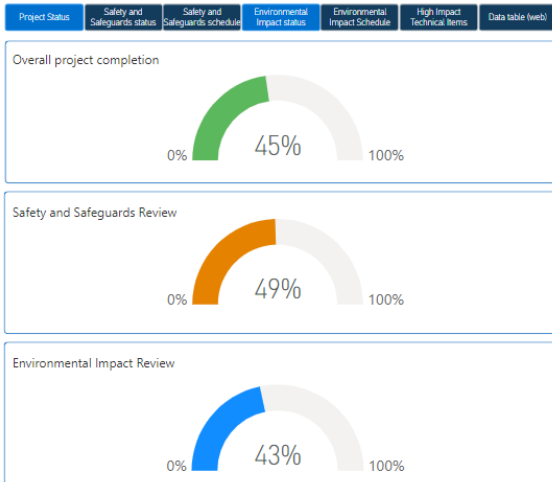 Project Status
Safety and
Safeguards status
Safety and
Safeguards schedule
Environmental
Impact status
Environmental
Impact Schedule
High Impact
Technical Items
Data table (web)
Overall project completion
45%
0%
100%
Safety and Safeguards Review
49%
0%
100%
Environmental Impact Review
43%
0%
100%